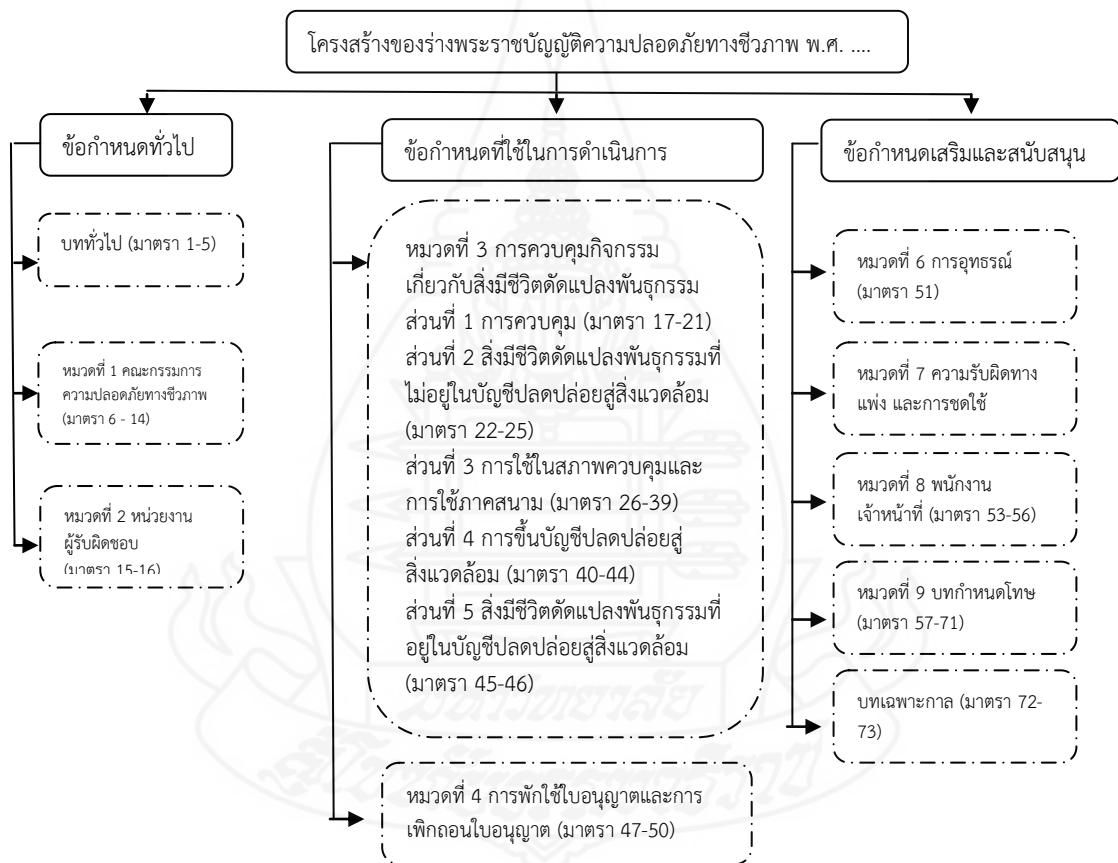 โครงสร้างของร่างพระราชบัญญัติความปลอดภัยทางชีวภาพ พ.ศ. ....
ข้อกำหนดทั่วไป
บททั่วไป (มาตรา 1-5)
หมวดที่ 1 คณะกรรมการ
ความปลอดภัยทางชีวภาพ
(มาตรา 6 - 14)
หมวดที่ 2 หน่วยงาน
ผู้รับผิดชอบ
(มาตรา 15-16)
ข้อกำหนดที่ใช้ในการดำเนินการ
หมวดที่ 3 การควบคุมกิจกรรม
เกี่ยวกับสิ่งมีชีวิตดัดแปลงพันธุกรรม
ส่วนที่ 1 การควบคุม (มาตรา 17-21)
ส่วนที่ 2 สิ่งมีชีวิตดัดแปลงพันธุกรรมที่
ไม่อยู่ในบัญชีปลดปล่อยสู่สิ่งแวดล้อม
(มาตรา 22-25)
ส่วนที่ 3 การใช้ในสภาพควบคุมและ
การใช้ภาคสนาม (มาตรา 26-39)
ส่วนที่ 4 การขึ้นบัญชีปลดปล่อยสู่
สิ่งแวดล้อม (มาตรา 40-44)
ส่วนที่ 5 สิ่งมีชีวิตดัดแปลงพันธุกรรมที่
อยู่ในบัญชีปลดปล่อยสู่สิ่งแวดล้อม
(มาตรา 45-46)
หมวดที่ 4 การพักใช้ใบอนุญาตและการ
เพิกถอนใบอนุญาต (มาตรา 47-50)
ข้อกำหนดเสริมและสนับสนุน
หมวดที่ 6 การอุทธรณ์
(มาตรา 51)
หมวดที่ 7 ความรับผิดทาง
แพ่ง และการชดใช้
หมวดที่ 8 พนักงาน
เจ้าหน้าที่ (มาตรา 53-56)
หมวดที่ 9 บทกำหนดโทษ
(มาตรา 57-71)
บทเฉพาะกาล (มาตรา 72-
73)
มหาวิทยาลัย
สุโขทัยธรรมาธิราช